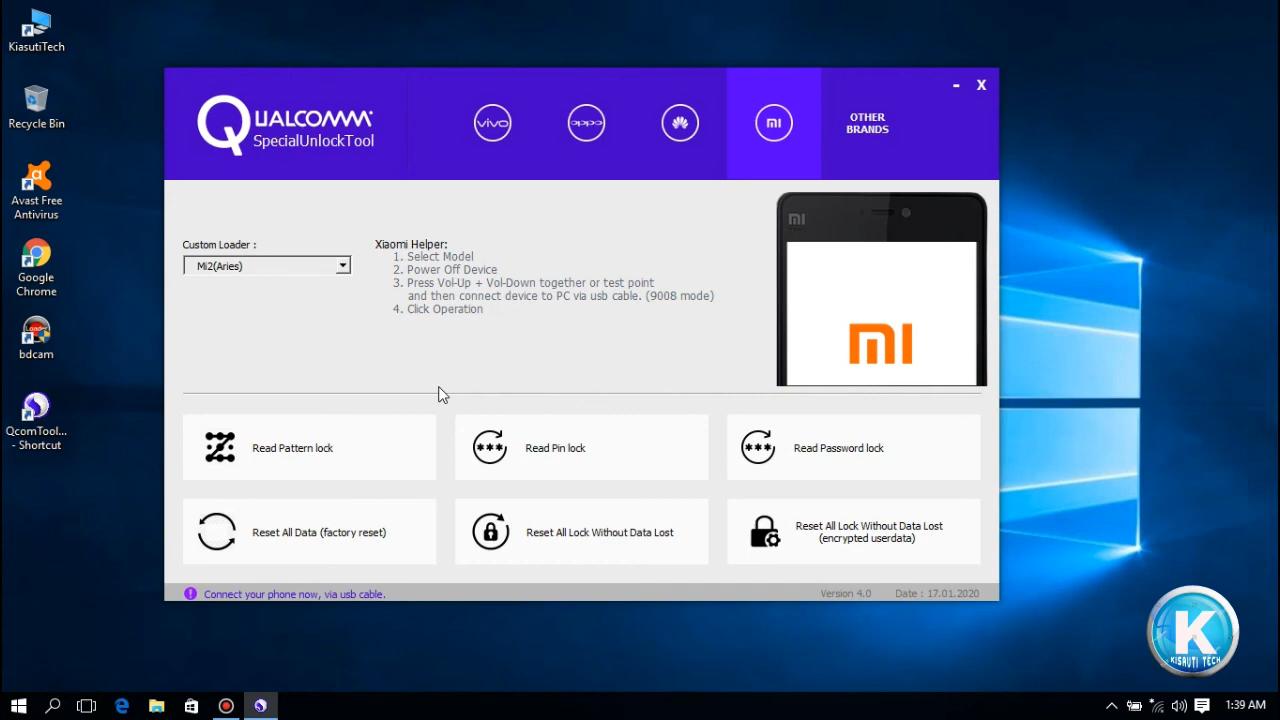 KiasutiTech
Recycle Bin
Avast Free
Antivirus
Google
Chrome
bdcam
QcomTool...
- Shortcut
QUALCOMM
SpecialUnlockTool
vivo
oppo
MI
OTHER
BRANDS
- X
Custom Loader :
Mi2(Aries)
Xiaomi Helper:
1. Select Model
2. Power Off Device
3. Press Vol-Up + Vol-Down together or test point
and then connect device to PC via usb cable. (9008 mode)
4. Click Operation
MI
MI
Read Pattern lock
Read Pin lock
Read Password lock
Reset All Data (factory reset)
Reset All Lock Without Data Lost
Reset All Lock Without Data Lost
(encrypted userdata)
Connect your phone now, via usb cable.
Version 4.0
Date : 17.01.2020
K
KISAUTI TECH
1:39 AM